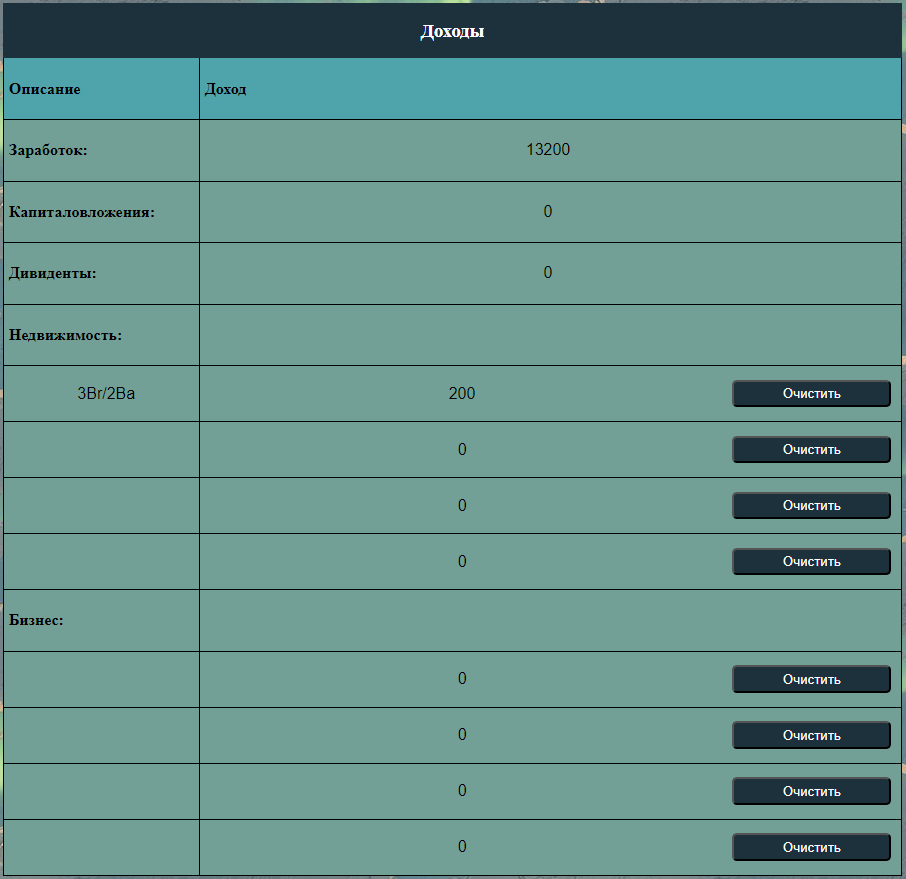 Доходы
Описание Доход
Заработок: 13200
Капиталовложения: 0
Дивиденты: 0
Недвижимость:
3Br/2Ba 200 Очистить
0 Очистить
0 Очистить
0 Очистить
Бизнес:
0 Очистить
0 Очистить
0 Очистить
0 Очистить